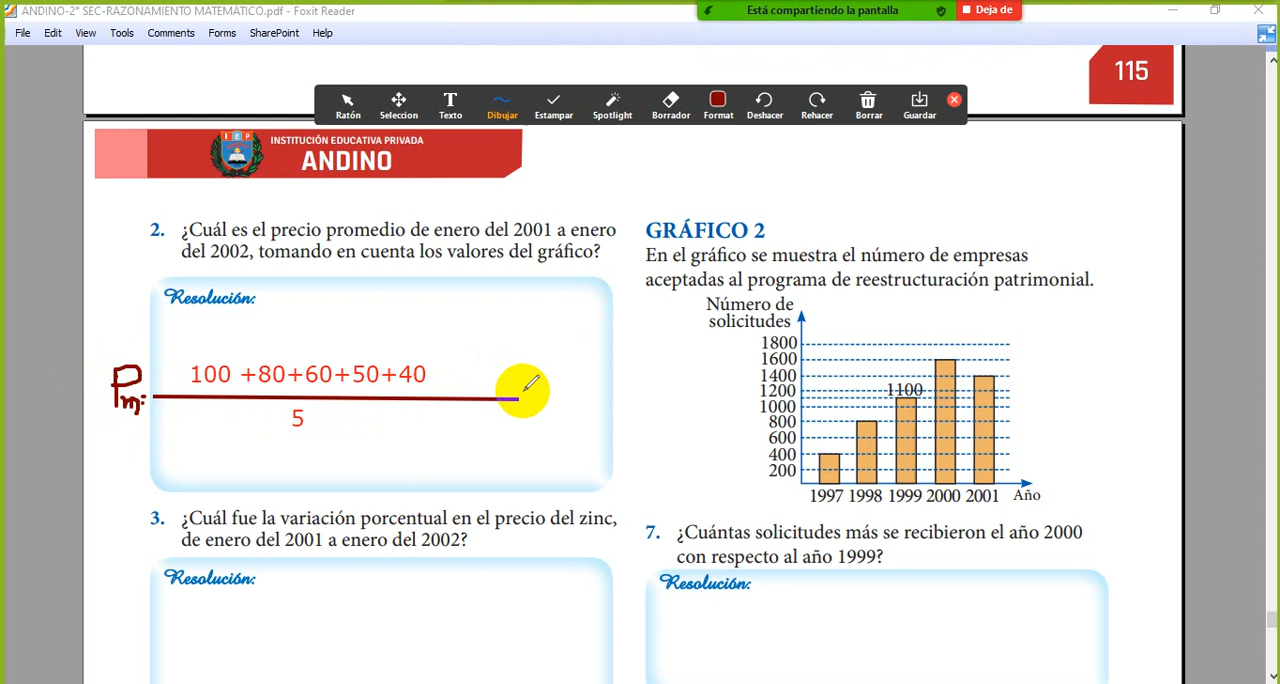 ANDINO-2° SEC-RAZONAMIENTO MATEMATICO.pdf - Foxit Reader
Está compartiendo la pantalla
Deja de
File Edit View Tools Comments Forms SharePoint Help
115
Ratón Seleccion Texto Dibujar Estampar Spotlight Borrador Format Deshacer Rehacer Borrar Guardar
I E P
INSTITUCIÓN EDUCATIVA PRIVADA
ANDINO
2. ¿Cuál es el precio promedio de enero del 2001 a enero
del 2002, tomando en cuenta los valores del gráfico?
Resolución:
Pm:
100 +80+60+50+40
5
3. ¿Cuál fue la variación porcentual en el precio del zinc,
de enero del 2001 a enero del 2002?
Resolución:
GRÁFICO 2
En el gráfico se muestra el número de empresas
aceptadas al programa de reestructuración patrimonial.
Número de
solicitudes
1800
1600
1400
1200
1100
1000
800
600
400
200
1997 1998 1999 2000 2001 Año
7. ¿Cuántas solicitudes más se recibieron el año 2000
con respecto al año 1999?
Resolución: